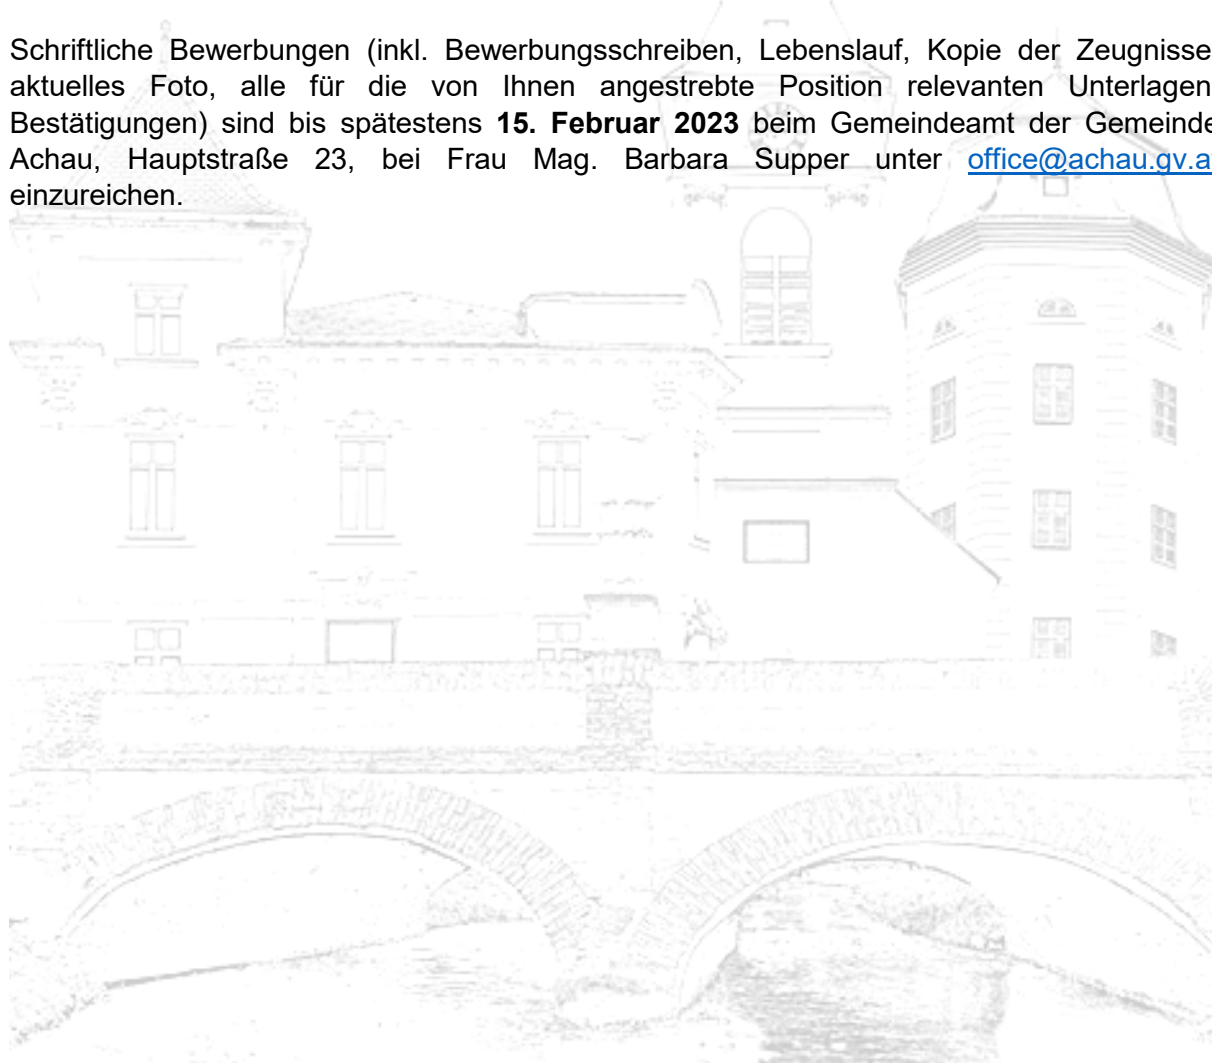 Schriftliche Bewerbungen (inkl. Bewerbungsschreiben, Lebenslauf, Kopie der Zeugnisse
aktuelles Foto, alle für die von Ihnen angestrebte Position relevanten Unterlagen
Bestätigungen) sind bis spätestens 15. Februar 2023 beim Gemeindeamt der Gemeinde
Achau, Hauptstraße 23, bei Frau Mag. Barbara Supper unter office@achau.gv.a
einzureichen.